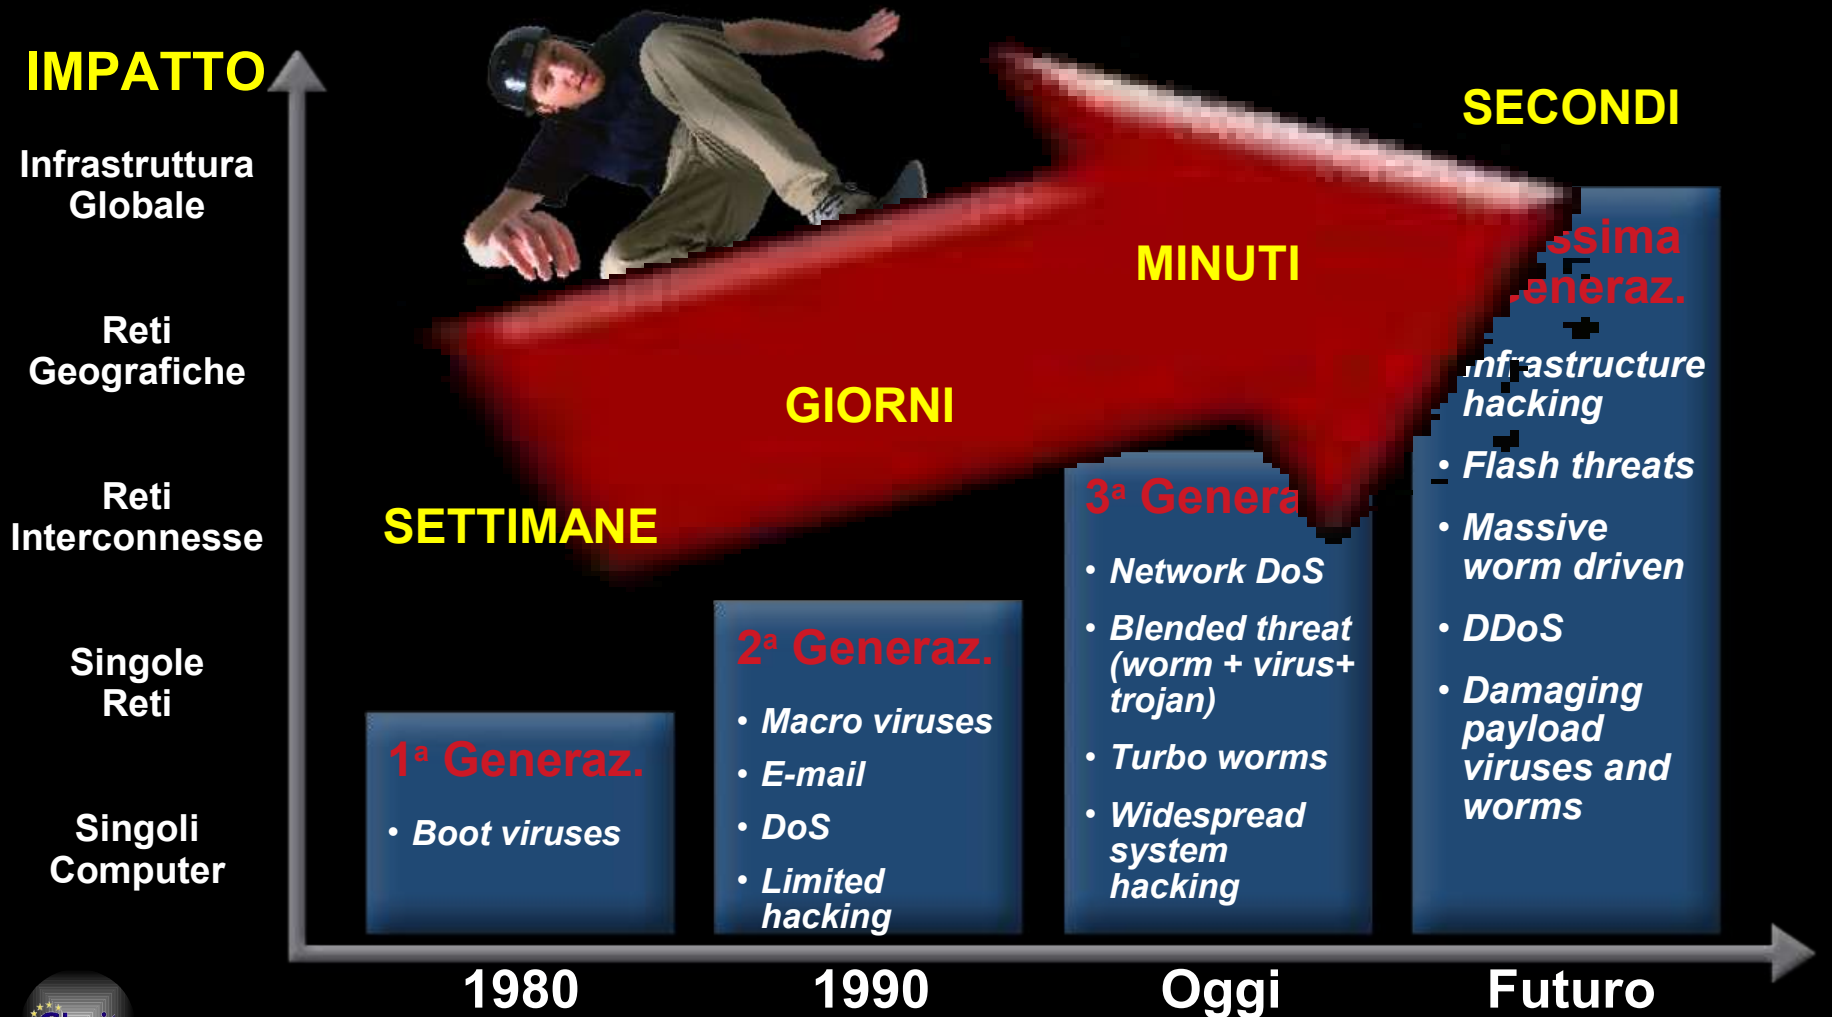 IMPATTO
Infrastruttura
Globale
Reti
Geografiche
Reti
Interconnesse
Singole
Reti
Singoli
Computer
SETTIMANE
GIORNI
MINUTI
SECONDI
1ª Generaz.
• Boot viruses
2ª Generaz.
• Macro viruses
• E-mail
• DoS
• Limited
hacking
3ª Genera
• Network DoS
• Blended threat
(worm + virus+
trojan)
• Turbo worms
• Widespread
system
hacking
ssima
eneraz.
nfrastructure
hacking
• Flash threats
• Massive
worm driven
• DDoS
• Damaging
payload
viruses and
worms
1980
1990
Oggi
Futuro